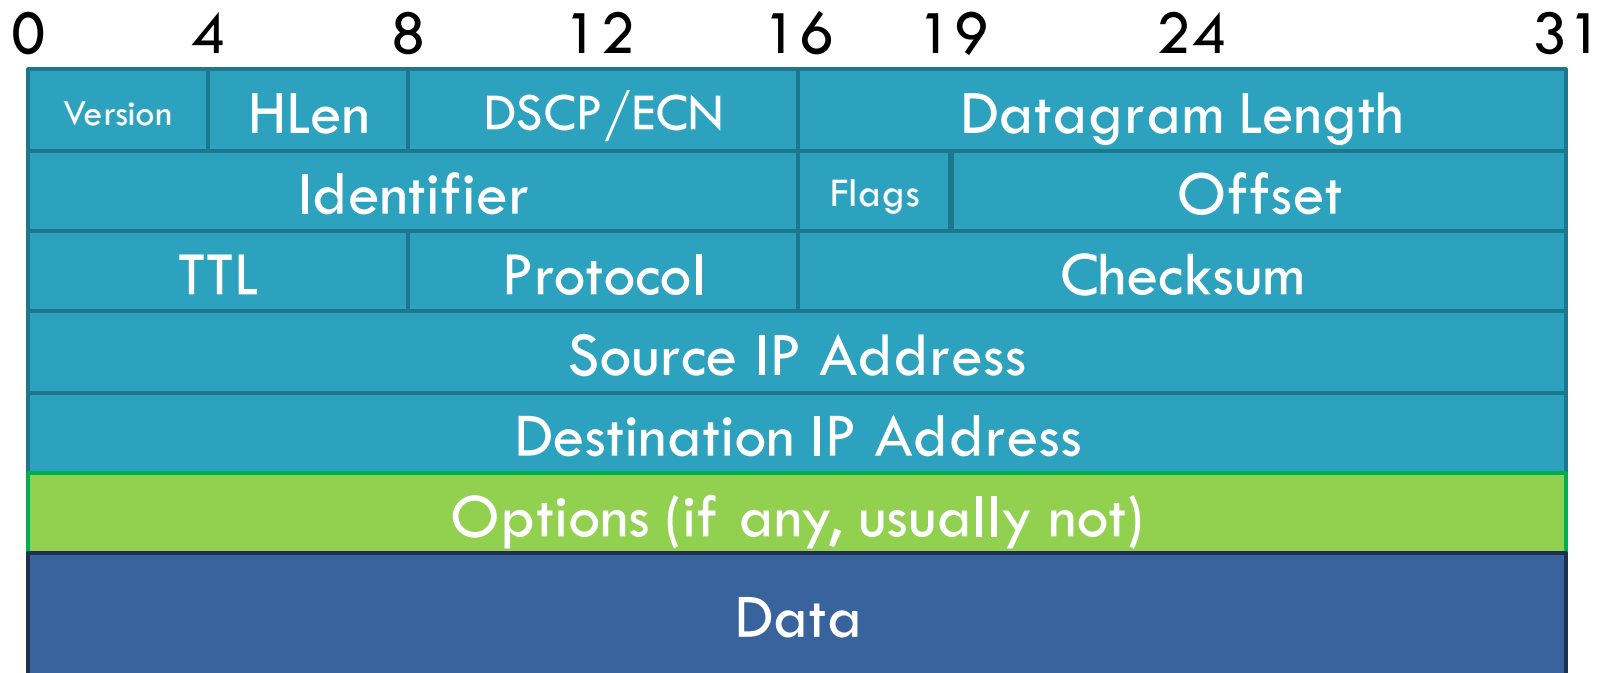 0 4 8 12 16 19 24 31
Version HLen DSCP/ECN Datagram Length
Identifier Flags Offset
TTL Protocol Checksum
Source IP Address
Destination IP Address
Options (if any, usually not)
Data